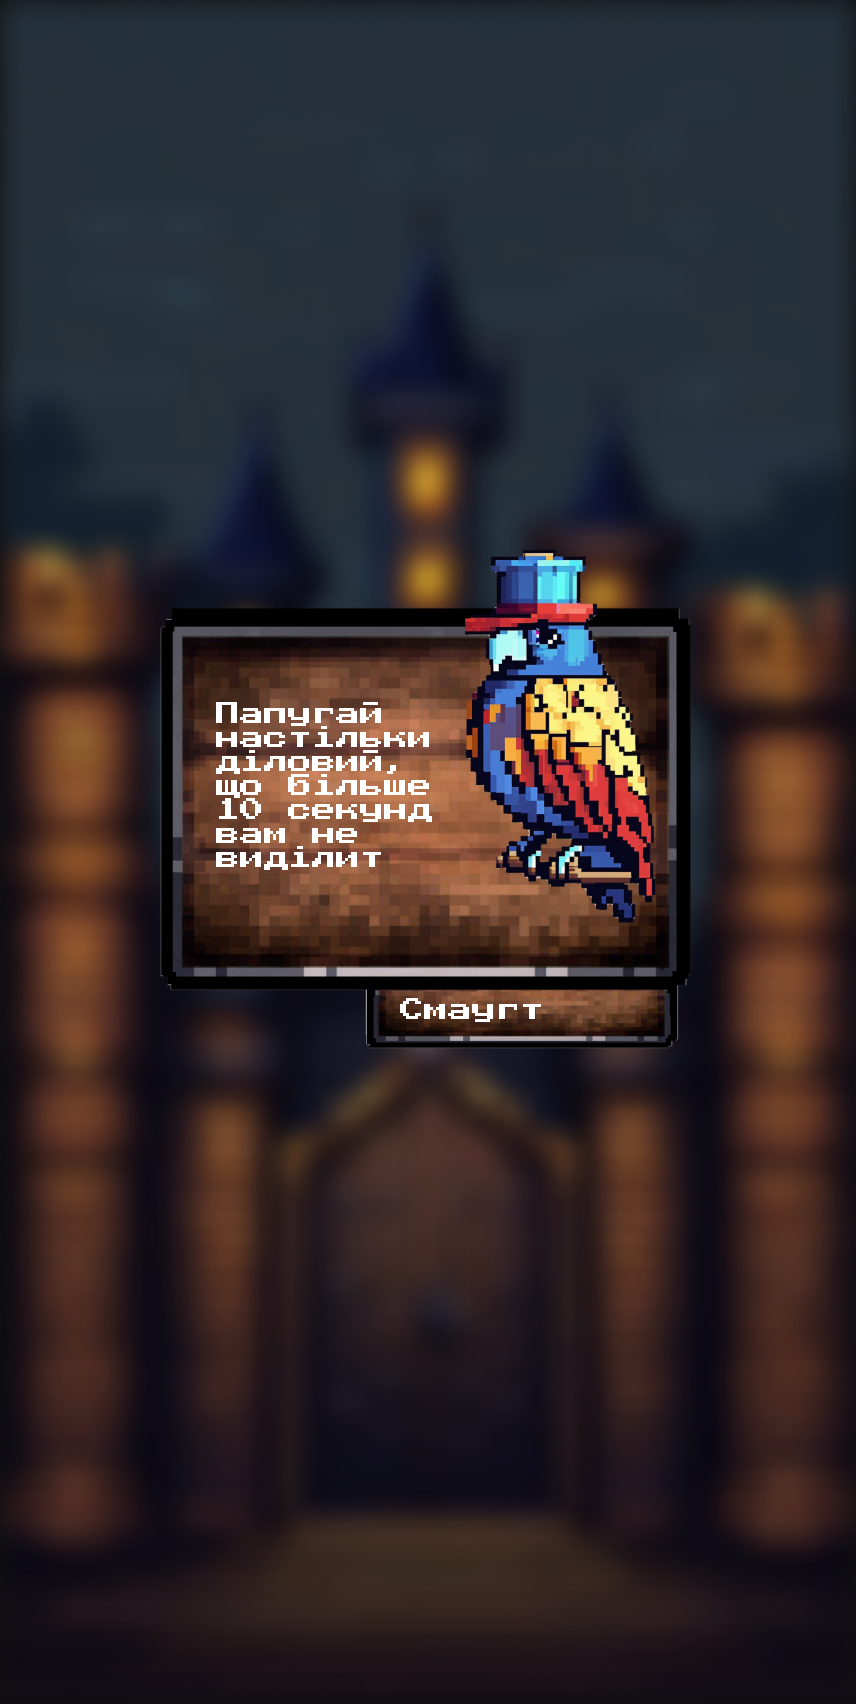 Папугай
настільки
діловий,
що більше
10 секунд
вам не
виділит
Смаугт